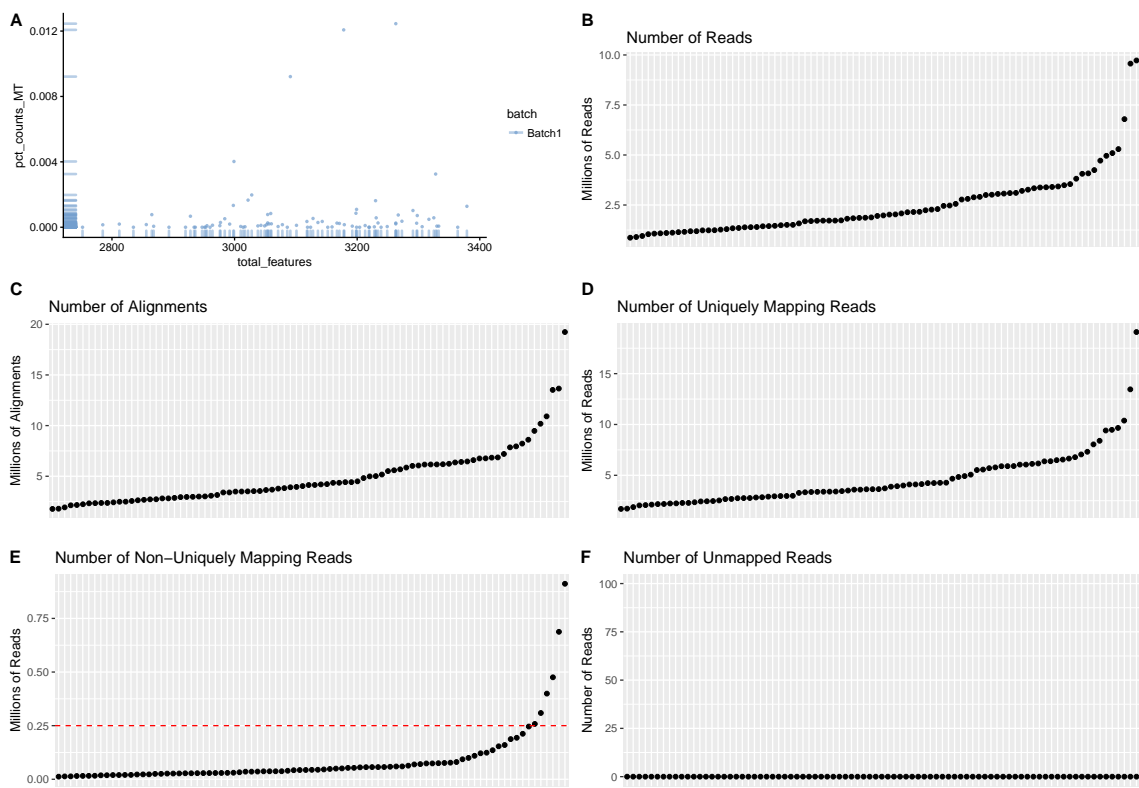 A
pct_counts_MT
0.012
0.008
0.004
0.000
2800 3000 3200 3400
total_features
batch
Batch1
B
Number of Reads
Millions of Reads
10.0
7.5
5.0
2.5
C
Number of Alignments
Millions of Alignments
20
15
10
5
D
Number of Uniquely Mapping Reads
Millions of Reads
15
10
5
E
Number of Non−Uniquely Mapping Reads
Millions of Reads
0.75
0.50
0.25
0.00
F
Number of Unmapped Reads
Number of Reads
100
75
50
25
0